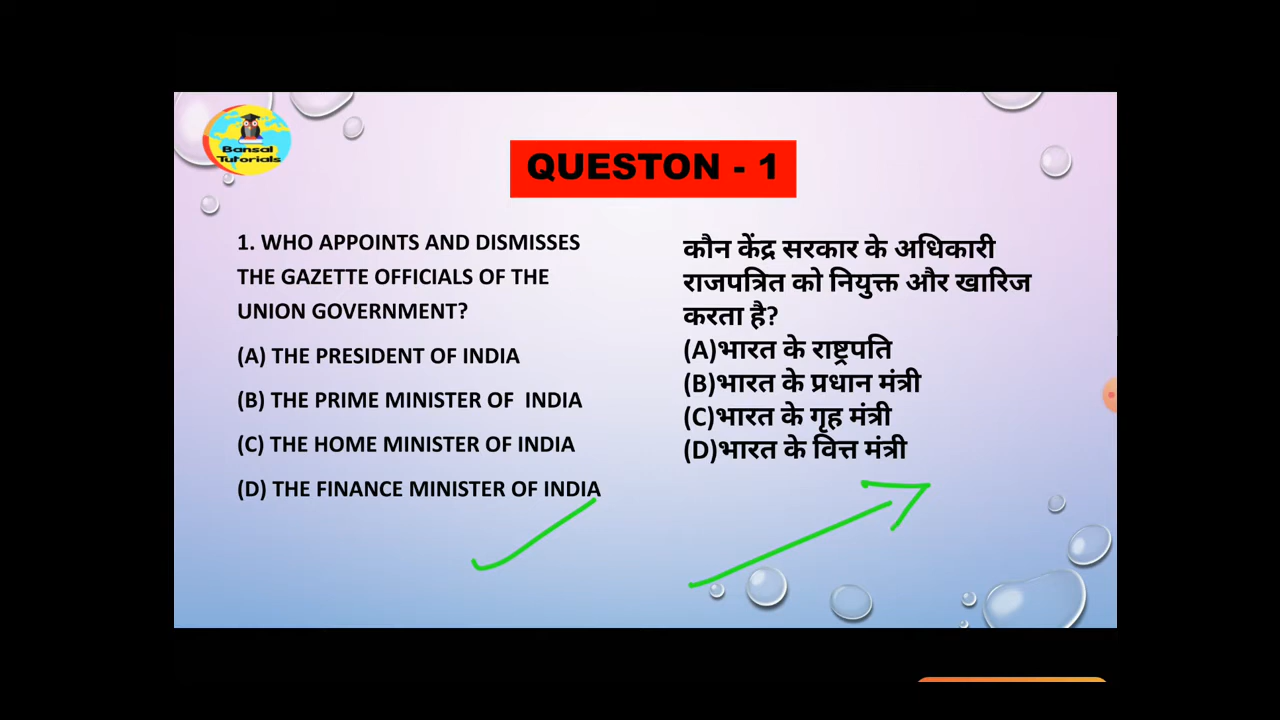 Bansal
Tutorials
QUESTON - 1
1. WHO APPOINTS AND DISMISSES
THE GAZETTE OFFICIALS OF THE
UNION GOVERNMENT?
(A) THE PRESIDENT OF INDIA
(B) THE PRIME MINISTER OF INDIA
(C) THE HOME MINISTER OF INDIA
(D) THE FINANCE MINISTER OF INDIA
कौन केंद्र सरकार के अधिकारी
राजपत्रित को नियुक्त और खारिज
करता है?
(A)भारत के राष्ट्रपति
(B)भारत के प्रधान मंत्री
(C)भारत के गृह मंत्री
(D)भारत के वित्त मंत्री